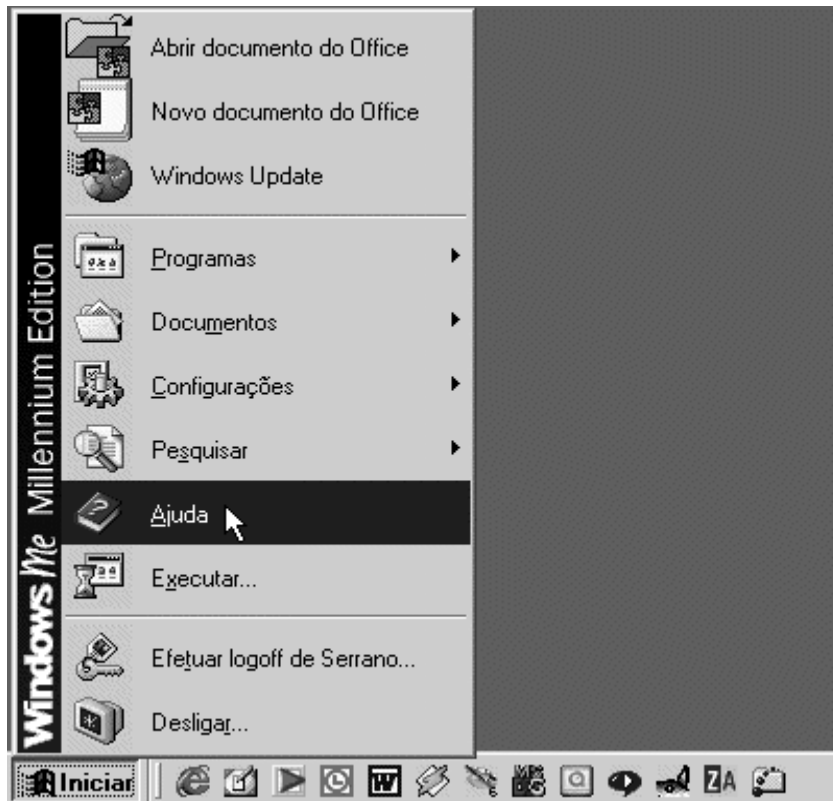 Abrir documento do Office
Novo documento do Office
Windows Update
Programas
Documentos
Configurações
Pesquisar
Ajuda
Executar...
Efetuar logoff de Serrano...
Desligar...
Windows Me Millennium Edition
Iniciar
W
ZA